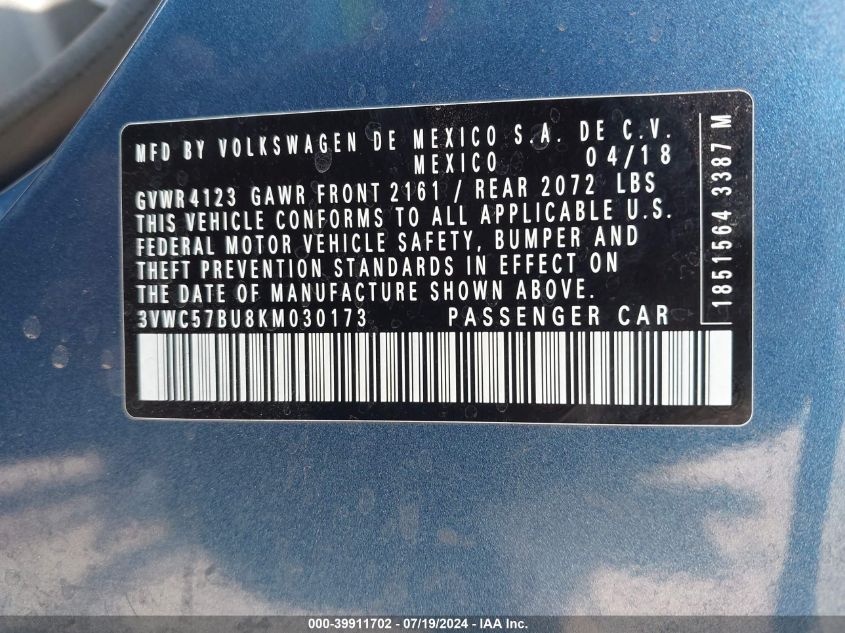 MFD BY VOLKSWAGEN DE MEXICO S.A. DE C.V.
MEXICO 04/18
GVWR 4123 GAWR FRONT 2161 / REAR 2072 LBS
THIS VEHICLE CONFORMS TO ALL APPLICABLE U.S.
FEDERAL MOTOR VEHICLE SAFETY, BUMPER AND
THEFT PREVENTION STANDARDS IN EFFECT ON
THE DATE OF MANUFACTURE SHOWN ABOVE.
3VWC57BU8KM030173 PASSENGER CAR
1851564 3387 M
000-39911702 - 07/19/2024 - IAA Inc.